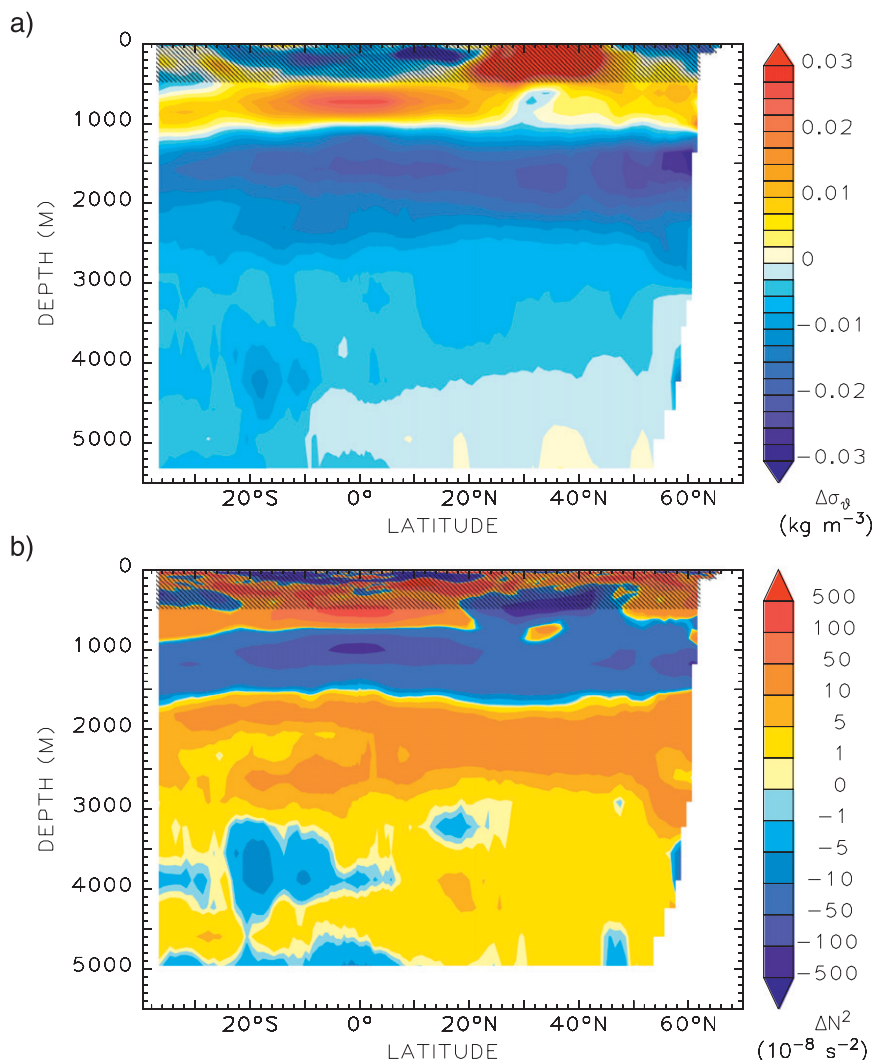 a)
0
1000
2000
3000
4000
5000
DEPTH (M)
20°S 0° 20°N 40°N 60°N
LATITUDE
0.03
0.02
0.01
0
−0.01
−0.02
−0.03
Δσϑ
(kg m⁻³)
b)
0
1000
2000
3000
4000
5000
DEPTH (M)
20°S 0° 20°N 40°N 60°N
LATITUDE
500
100
50
10
5
1
0
−1
−5
−10
−50
−100
−500
ΔN²
(10⁻⁸ s⁻²)